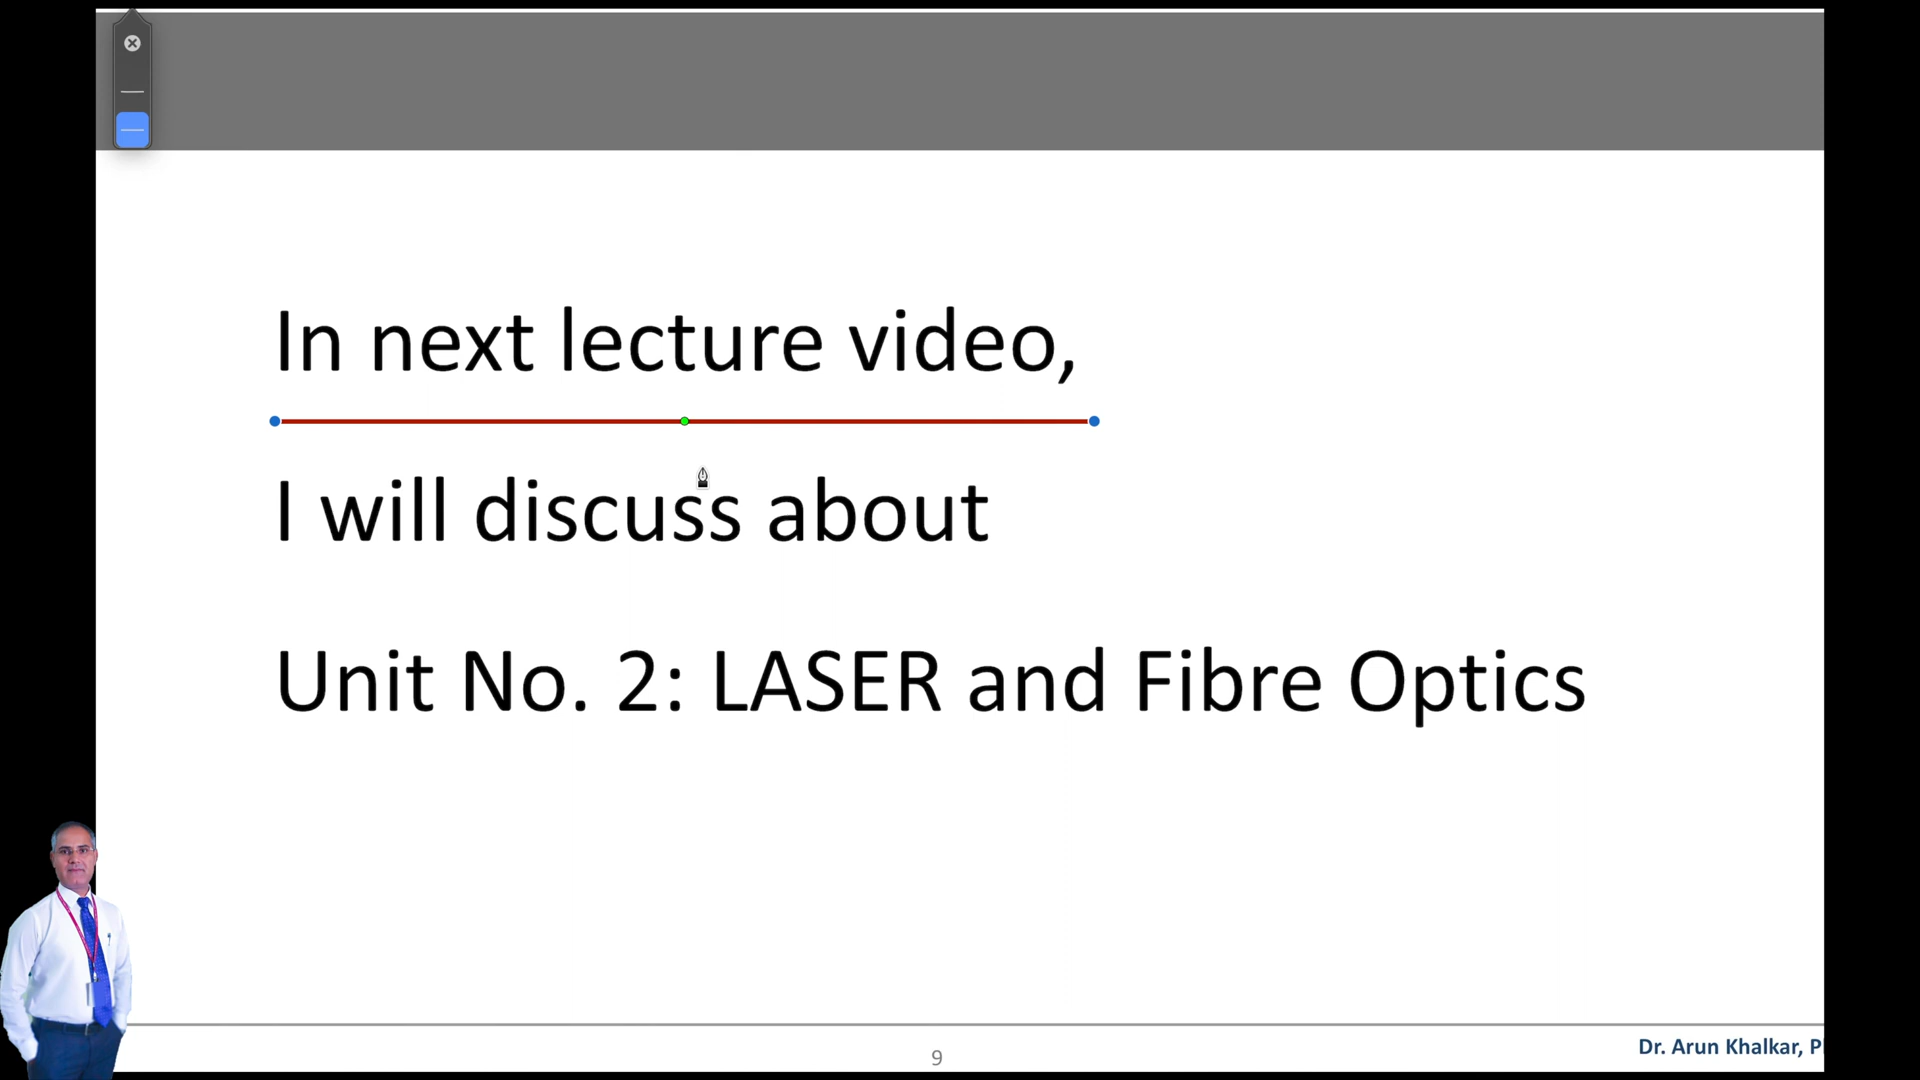 In next lecture video,
I will discuss about
Unit No. 2: LASER and Fibre Optics
9
Dr. Arun Khalkar,